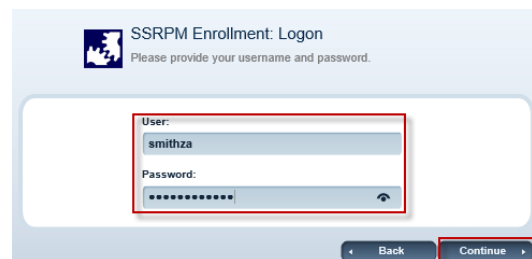 SSRPM Enrollment: Logon
Please provide your username and password.
User:
smithza
Password:
••••••••••••
Back
Continue